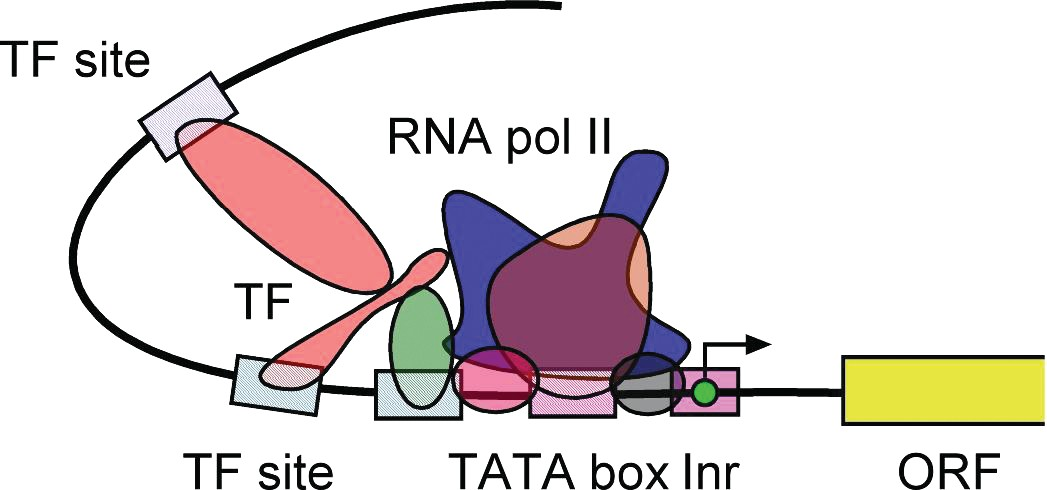 TF site
RNA pol II
TF
TF site
TATA box Inr
ORF